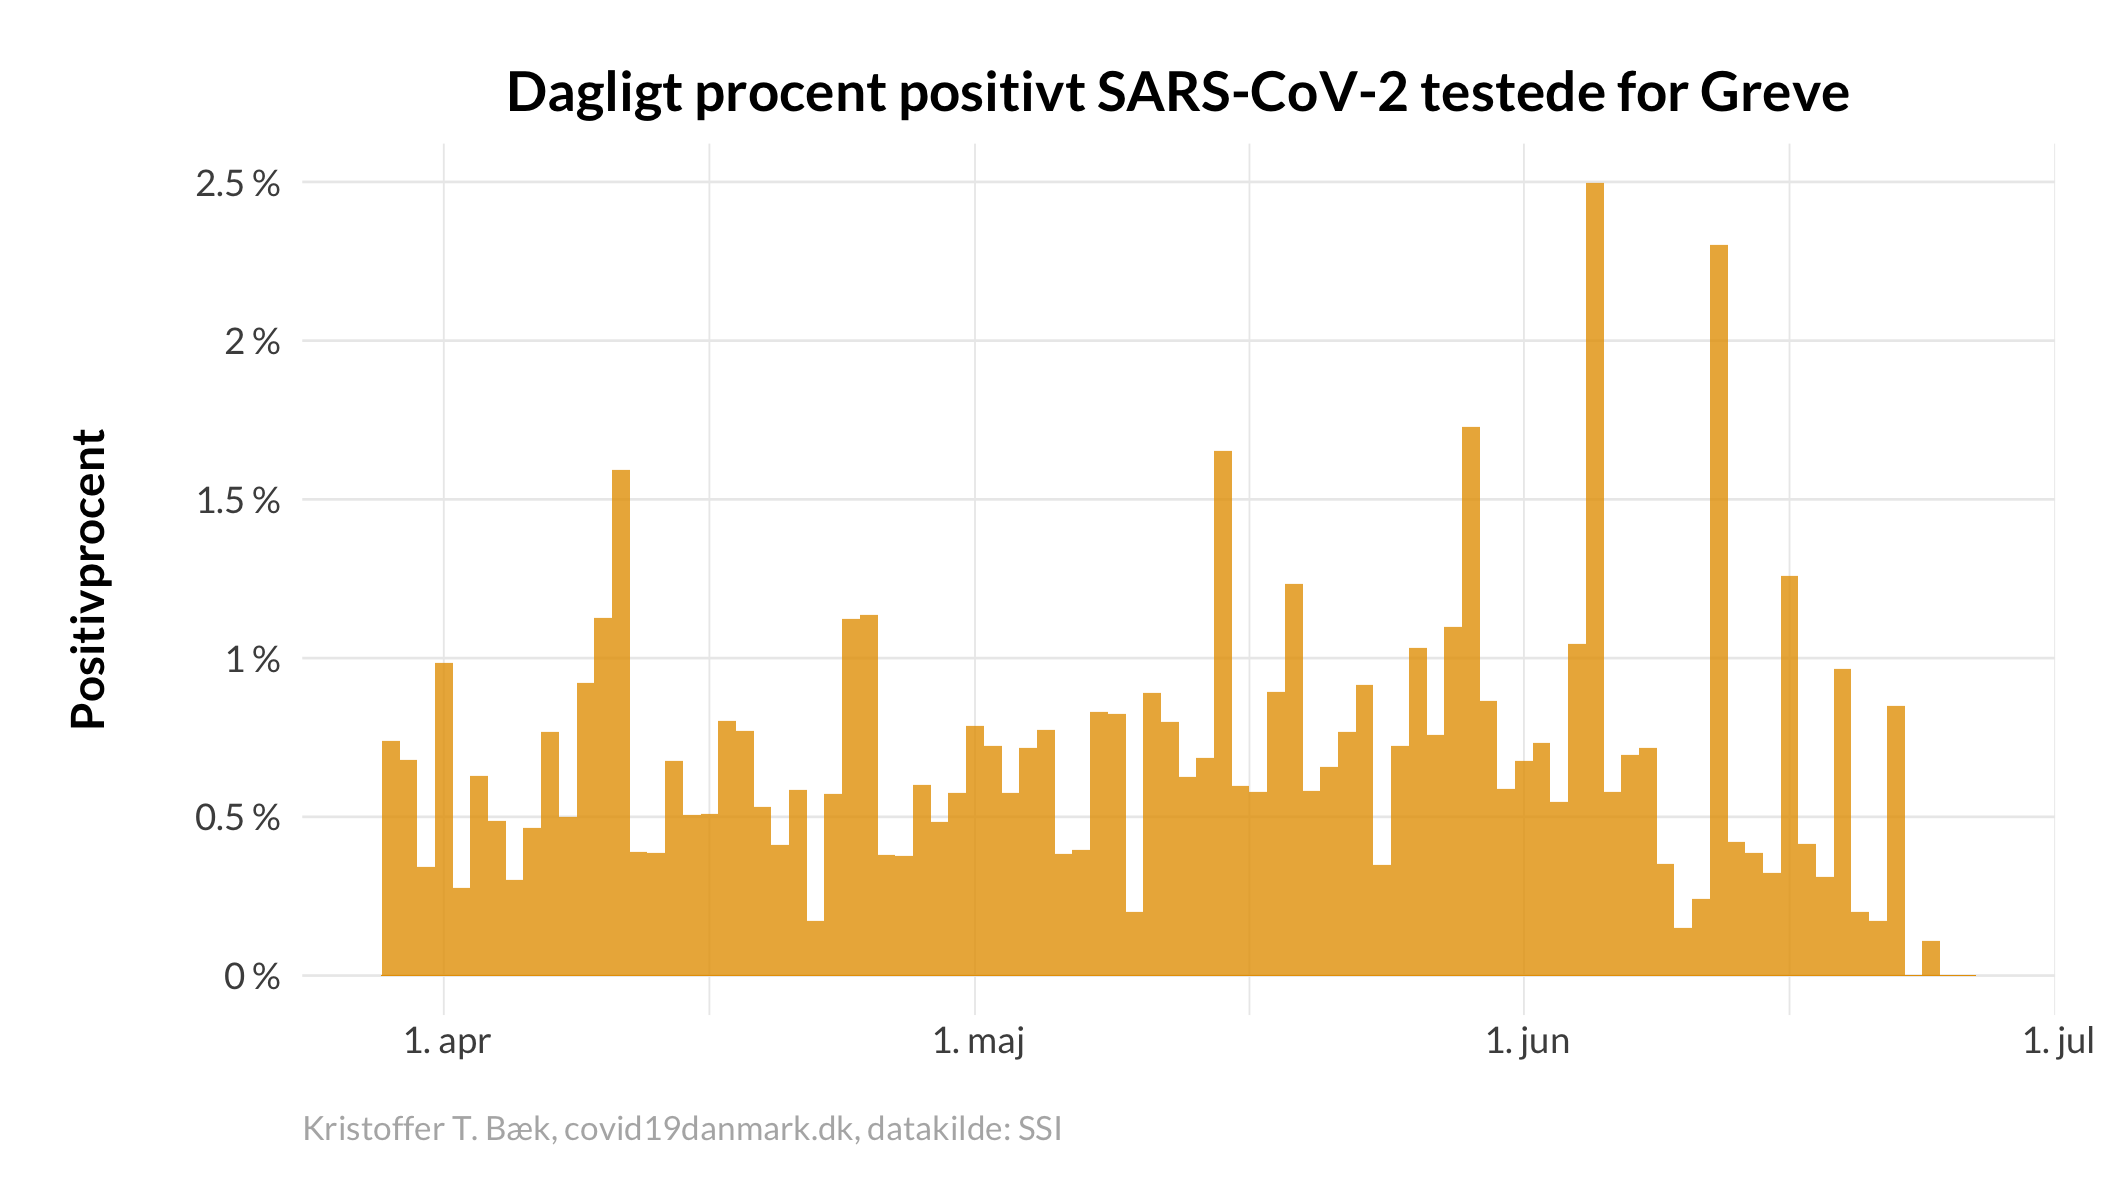 Dagligt procent positivt SARS-CoV-2 testede for Greve
Positivprocent
2.5 %
2 %
1.5 %
1 %
0.5 %
0 %
1. apr
1. maj
1. jun
1. jul
Kristoffer T. Bæk, covid19danmark.dk, datakilde: SSI